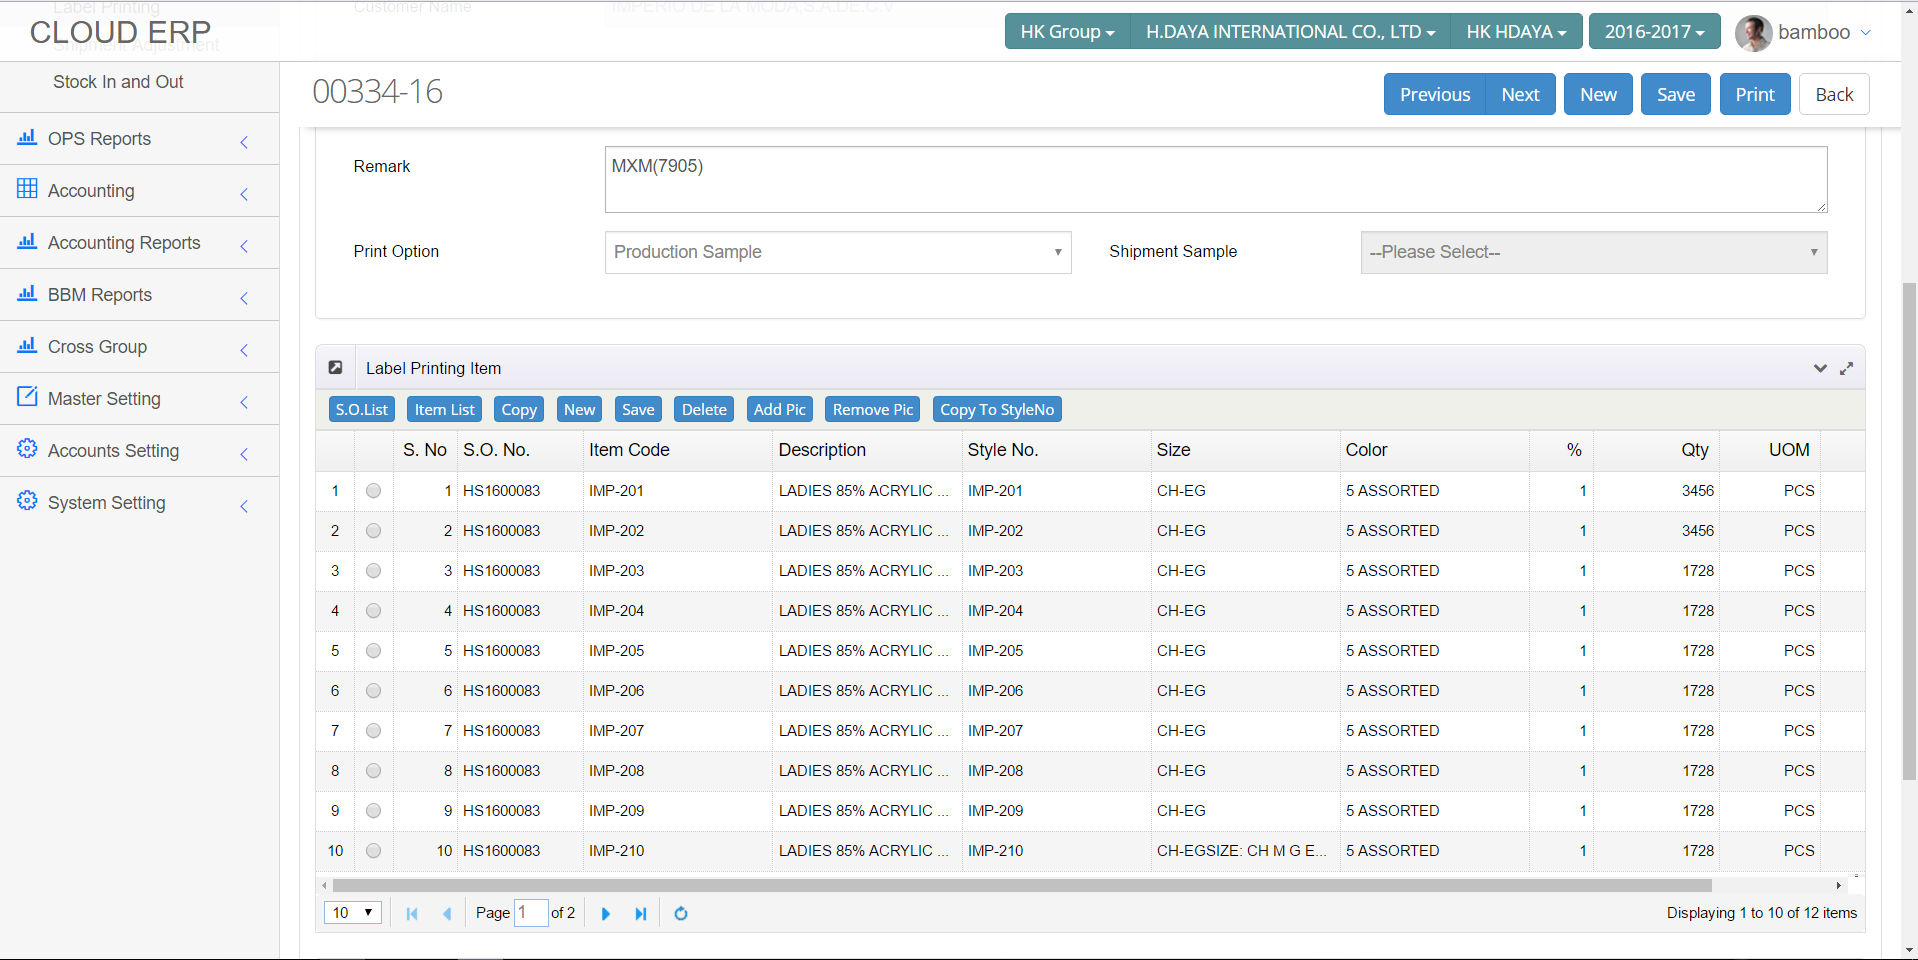 Label Printing
Customer Name
IMPERIO DE LA MODA,S.A.DE,C.V
Shipment Adjustment
CLOUD ERP
HK Group
H.DAYA INTERNATIONAL CO., LTD
HK HDAYA
2016-2017
bamboo
Stock In and Out
OPS Reports
Accounting
Accounting Reports
BBM Reports
Cross Group
Master Setting
Accounts Setting
System Setting
00334-16
Previous Next New Save Print Back
Remark
MXM(7905)
Print Option
Production Sample
Shipment Sample
--Please Select--
Label Printing Item
S.O.List Item List Copy New Save Delete Add Pic Remove Pic Copy To StyleNo
S. No S.O. No. Item Code Description Style No. Size Color % Qty UOM
1 1 HS1600083 IMP-201 LADIES 85% ACRYLIC ... IMP-201 CH-EG 5 ASSORTED 1 3456 PCS
2 2 HS1600083 IMP-202 LADIES 85% ACRYLIC ... IMP-202 CH-EG 5 ASSORTED 1 3456 PCS
3 3 HS1600083 IMP-203 LADIES 85% ACRYLIC ... IMP-203 CH-EG 5 ASSORTED 1 1728 PCS
4 4 HS1600083 IMP-204 LADIES 85% ACRYLIC ... IMP-204 CH-EG 5 ASSORTED 1 1728 PCS
5 5 HS1600083 IMP-205 LADIES 85% ACRYLIC ... IMP-205 CH-EG 5 ASSORTED 1 1728 PCS
6 6 HS1600083 IMP-206 LADIES 85% ACRYLIC ... IMP-206 CH-EG 5 ASSORTED 1 1728 PCS
7 7 HS1600083 IMP-207 LADIES 85% ACRYLIC ... IMP-207 CH-EG 5 ASSORTED 1 1728 PCS
8 8 HS1600083 IMP-208 LADIES 85% ACRYLIC ... IMP-208 CH-EG 5 ASSORTED 1 1728 PCS
9 9 HS1600083 IMP-209 LADIES 85% ACRYLIC ... IMP-209 CH-EG 5 ASSORTED 1 1728 PCS
10 10 HS1600083 IMP-210 LADIES 85% ACRYLIC ... IMP-210 CH-EGSIZE: CH M G E... 5 ASSORTED 1 1728 PCS
10 Page 1 of 2
Displaying 1 to 10 of 12 items